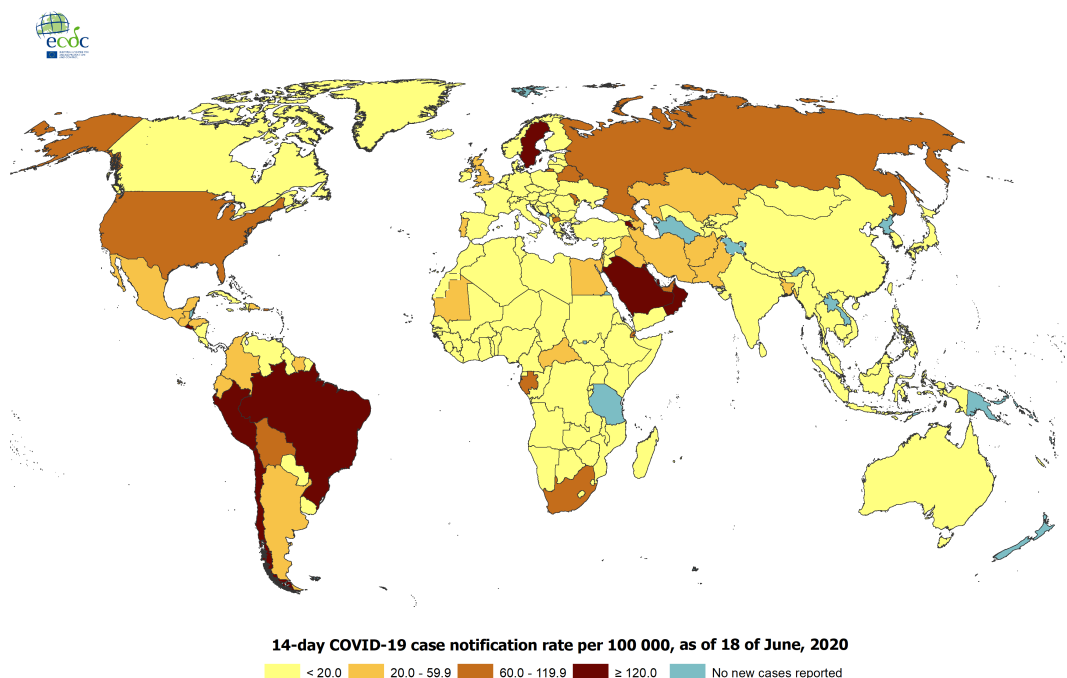 ecdc
14-day COVID-19 case notification rate per 100 000, as of 18 of June, 2020
< 20.0 20.0 - 59.9 60.0 - 119.9 ≥ 120.0 No new cases reported